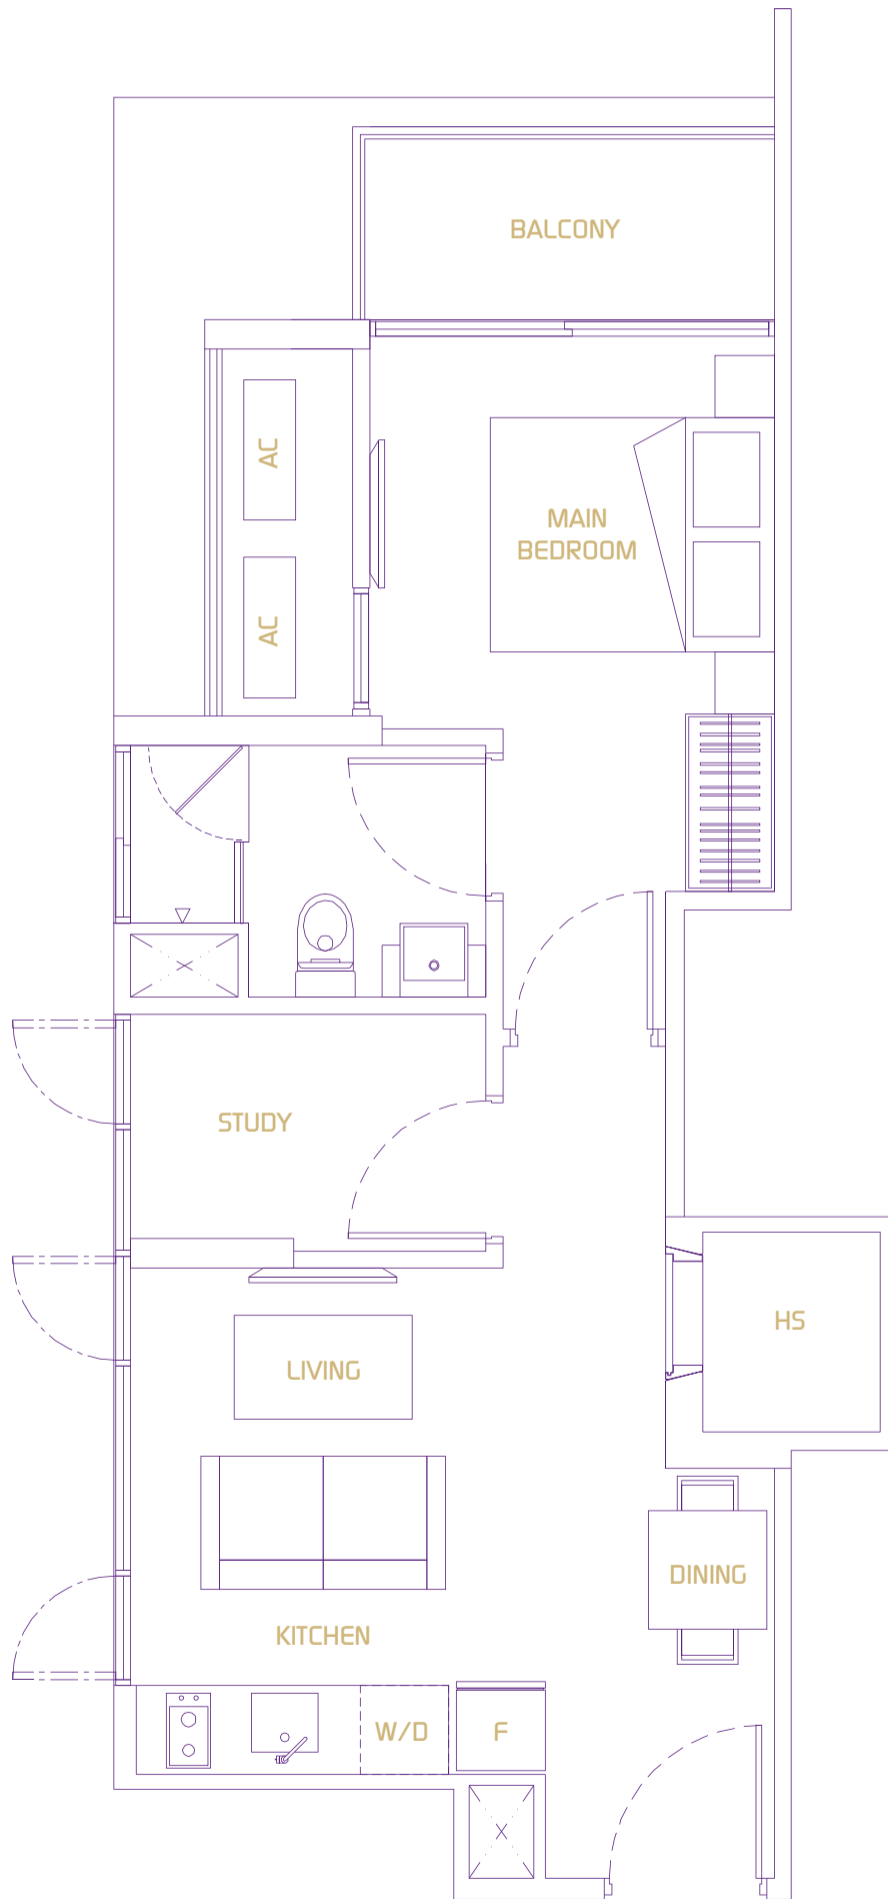 BALCONY
AC
MAIN
BEDROOM
AC
STUDY
HS
LIVING
DINING
KITCHEN
W/D
F